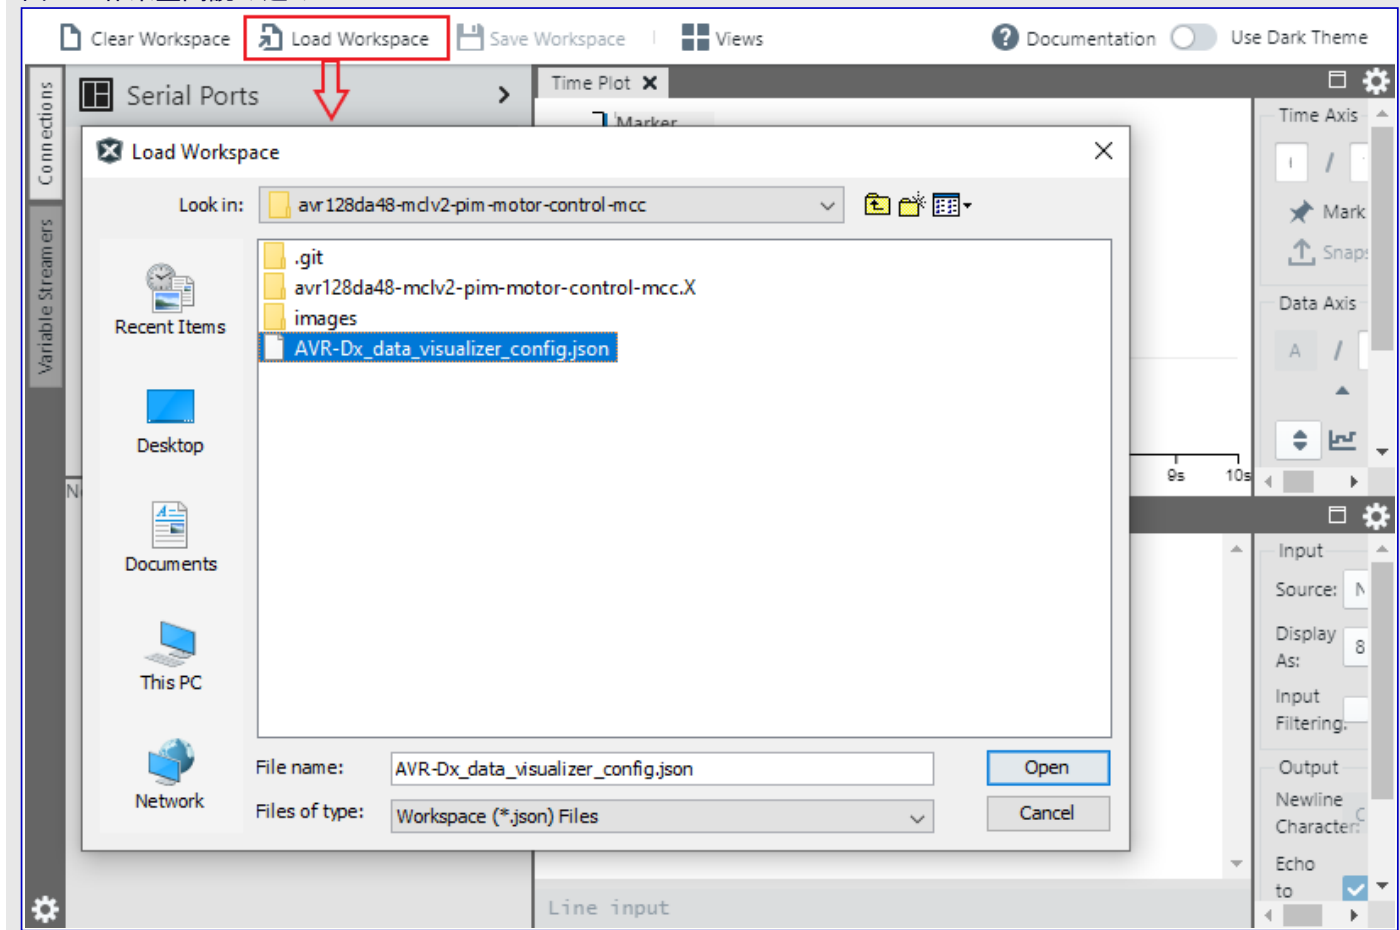 Clear Workspace Load Workspace Save Workspace Views Documentation Use Dark Theme
Connections
Variable Streamers
Serial Ports
Time Plot
Marker
Time Axis
/
Mark
Snap
Data Axis
A /
9s 10s
Load Workspace
Look in: avr128da48-mclv2-pim-motor-control-mcc
.git
avr128da48-mclv2-pim-motor-control-mcc.X
images
AVR-Dx_data_visualizer_config.json
Recent Items
Desktop
Documents
This PC
Network
File name: AVR-Dx_data_visualizer_config.json Open
Files of type: Workspace (*.json) Files Cancel
Input
Source: N
Display
As: 8
Input
Filtering:
Output
Newline
Character:
Echo
to
Line input